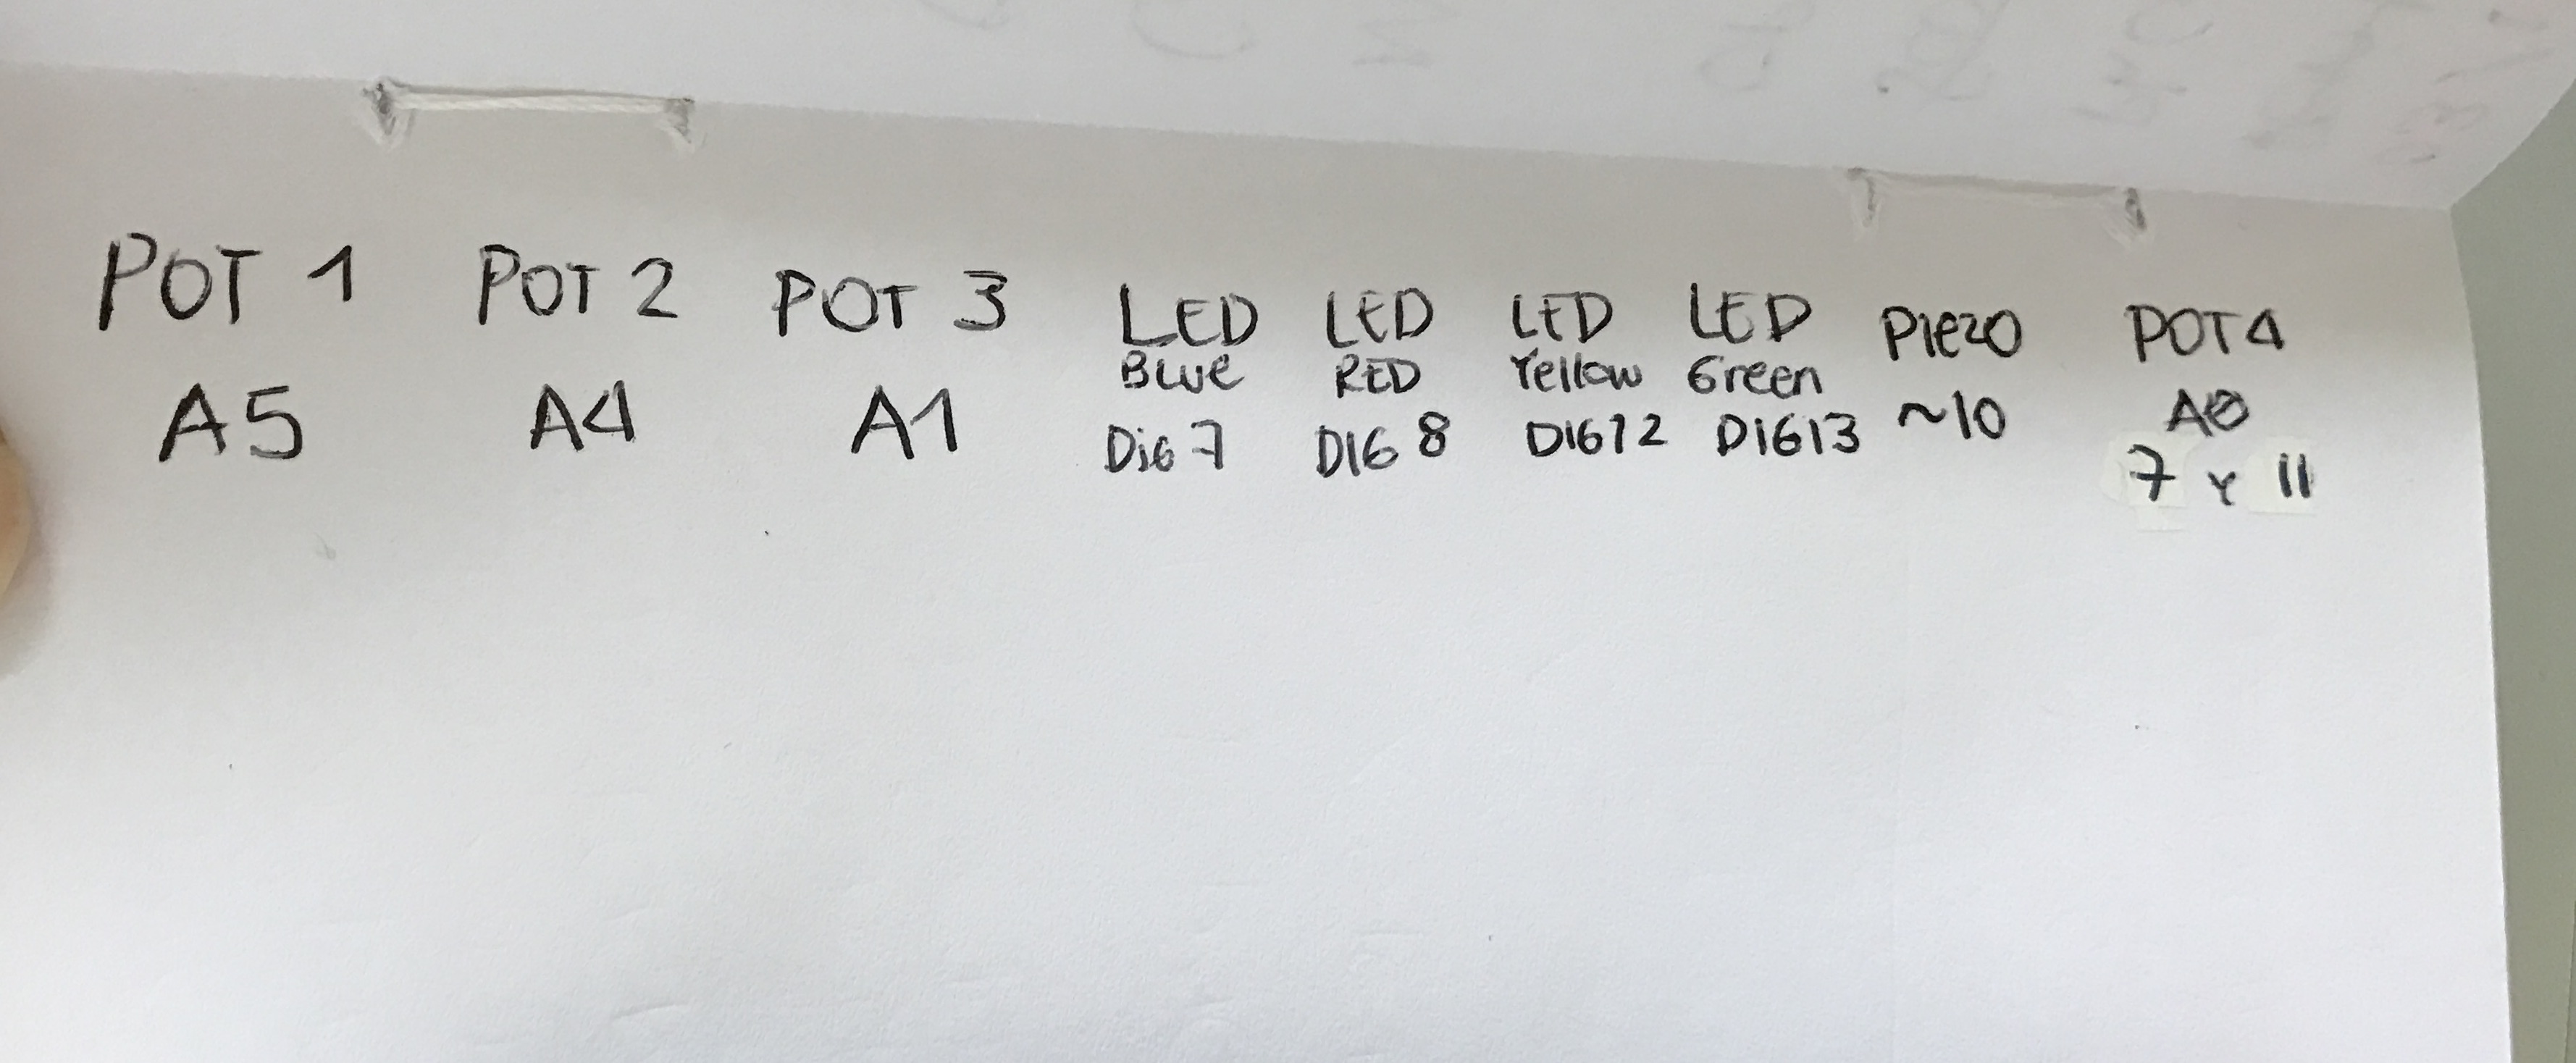 POT 1 POT 2 POT 3 LED LED LED LED PIEZO POT4
Blue RED Yellow Green
A5 A4 A1 DiG 7 DIG 8 DIG12 DIG13 ~10 A0
7 Y 11